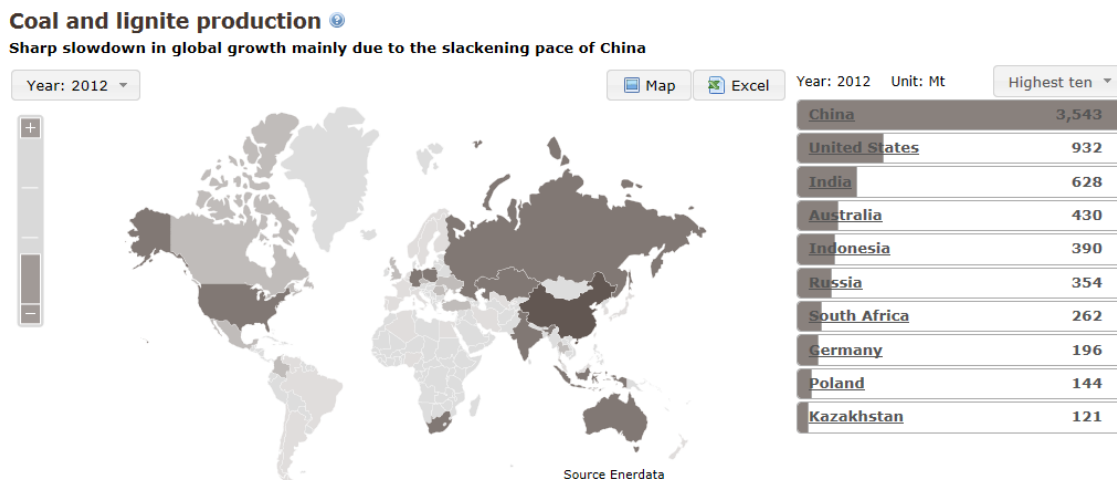 Coal and lignite production ?
Sharp slowdown in global growth mainly due to the slackening pace of China
Year: 2012
Map
Excel
Year: 2012 Unit: Mt
Highest ten
+
−
China 3,543
United States 932
India 628
Australia 430
Indonesia 390
Russia 354
South Africa 262
Germany 196
Poland 144
Kazakhstan 121
Source Enerdata